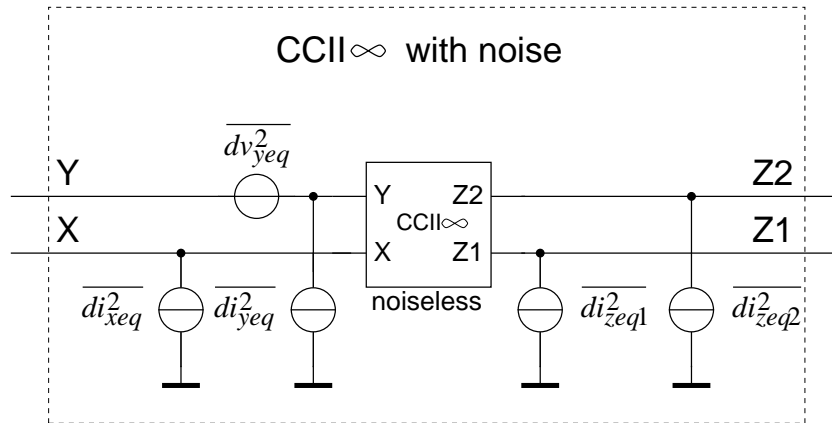 CCII∞ with noise
dv²yeq
Y Y Z2 Z2
CCII∞
X X Z1 Z1
di²xeq di²yeq noiseless di²zeq1 di²zeq2